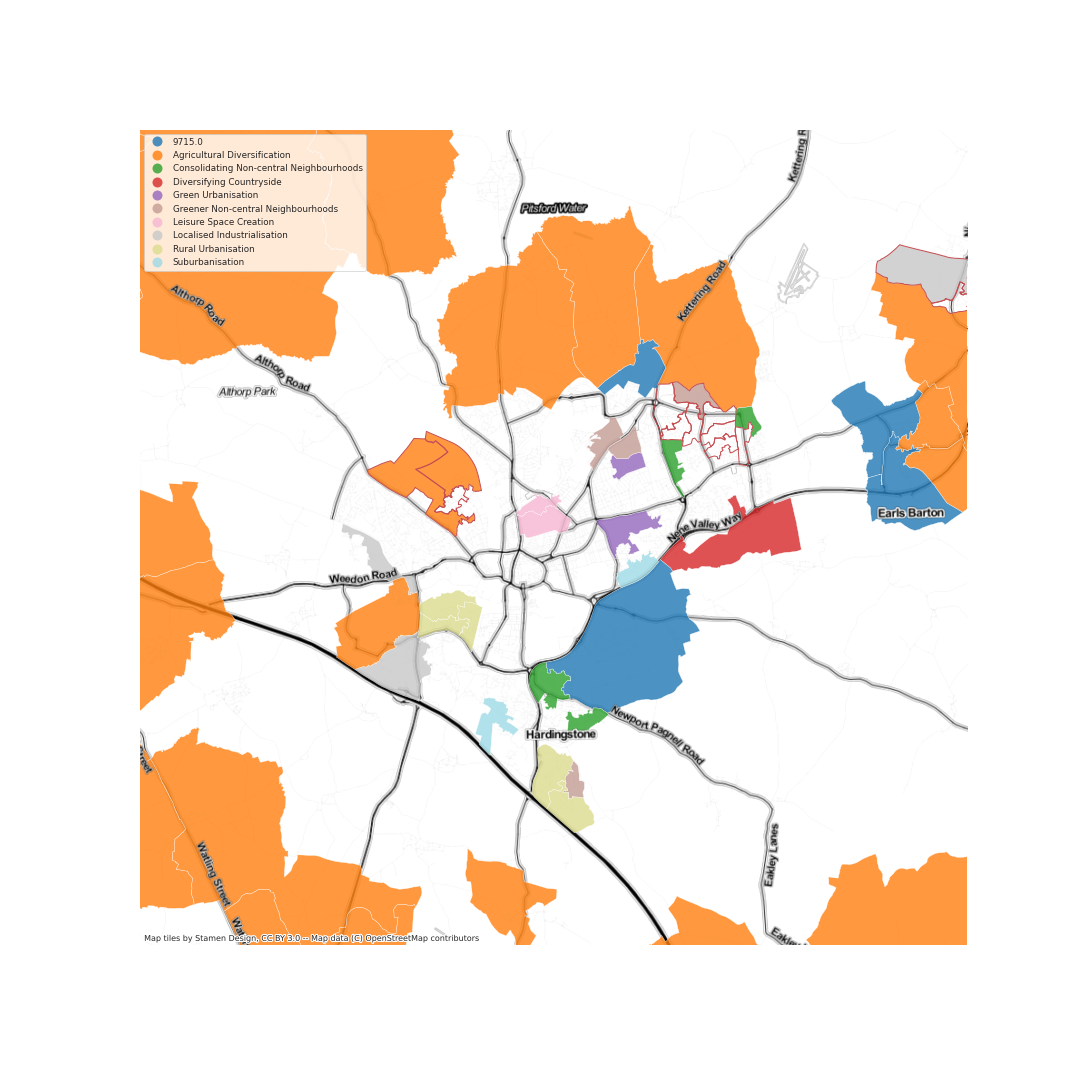 9715.0
Agricultural Diversification
Consolidating Non-central Neighbourhoods
Diversifying Countryside
Green Urbanisation
Greener Non-central Neighbourhoods
Leisure Space Creation
Localised Industrialisation
Rural Urbanisation
Suburbanisation
Kettering R
Pitsford Water
Kettering Road
Althorp Road
Althorp Road
Althorp Park
Earls Barton
Nene Valley Way
Weedon Road
Newport Pagnell Road
Hardingstone
Street
Watling Street
Wat
Eakley Lanes
Eakley
Map tiles by Stamen Design, CC BY 3.0 -- Map data (C) OpenStreetMap contributors